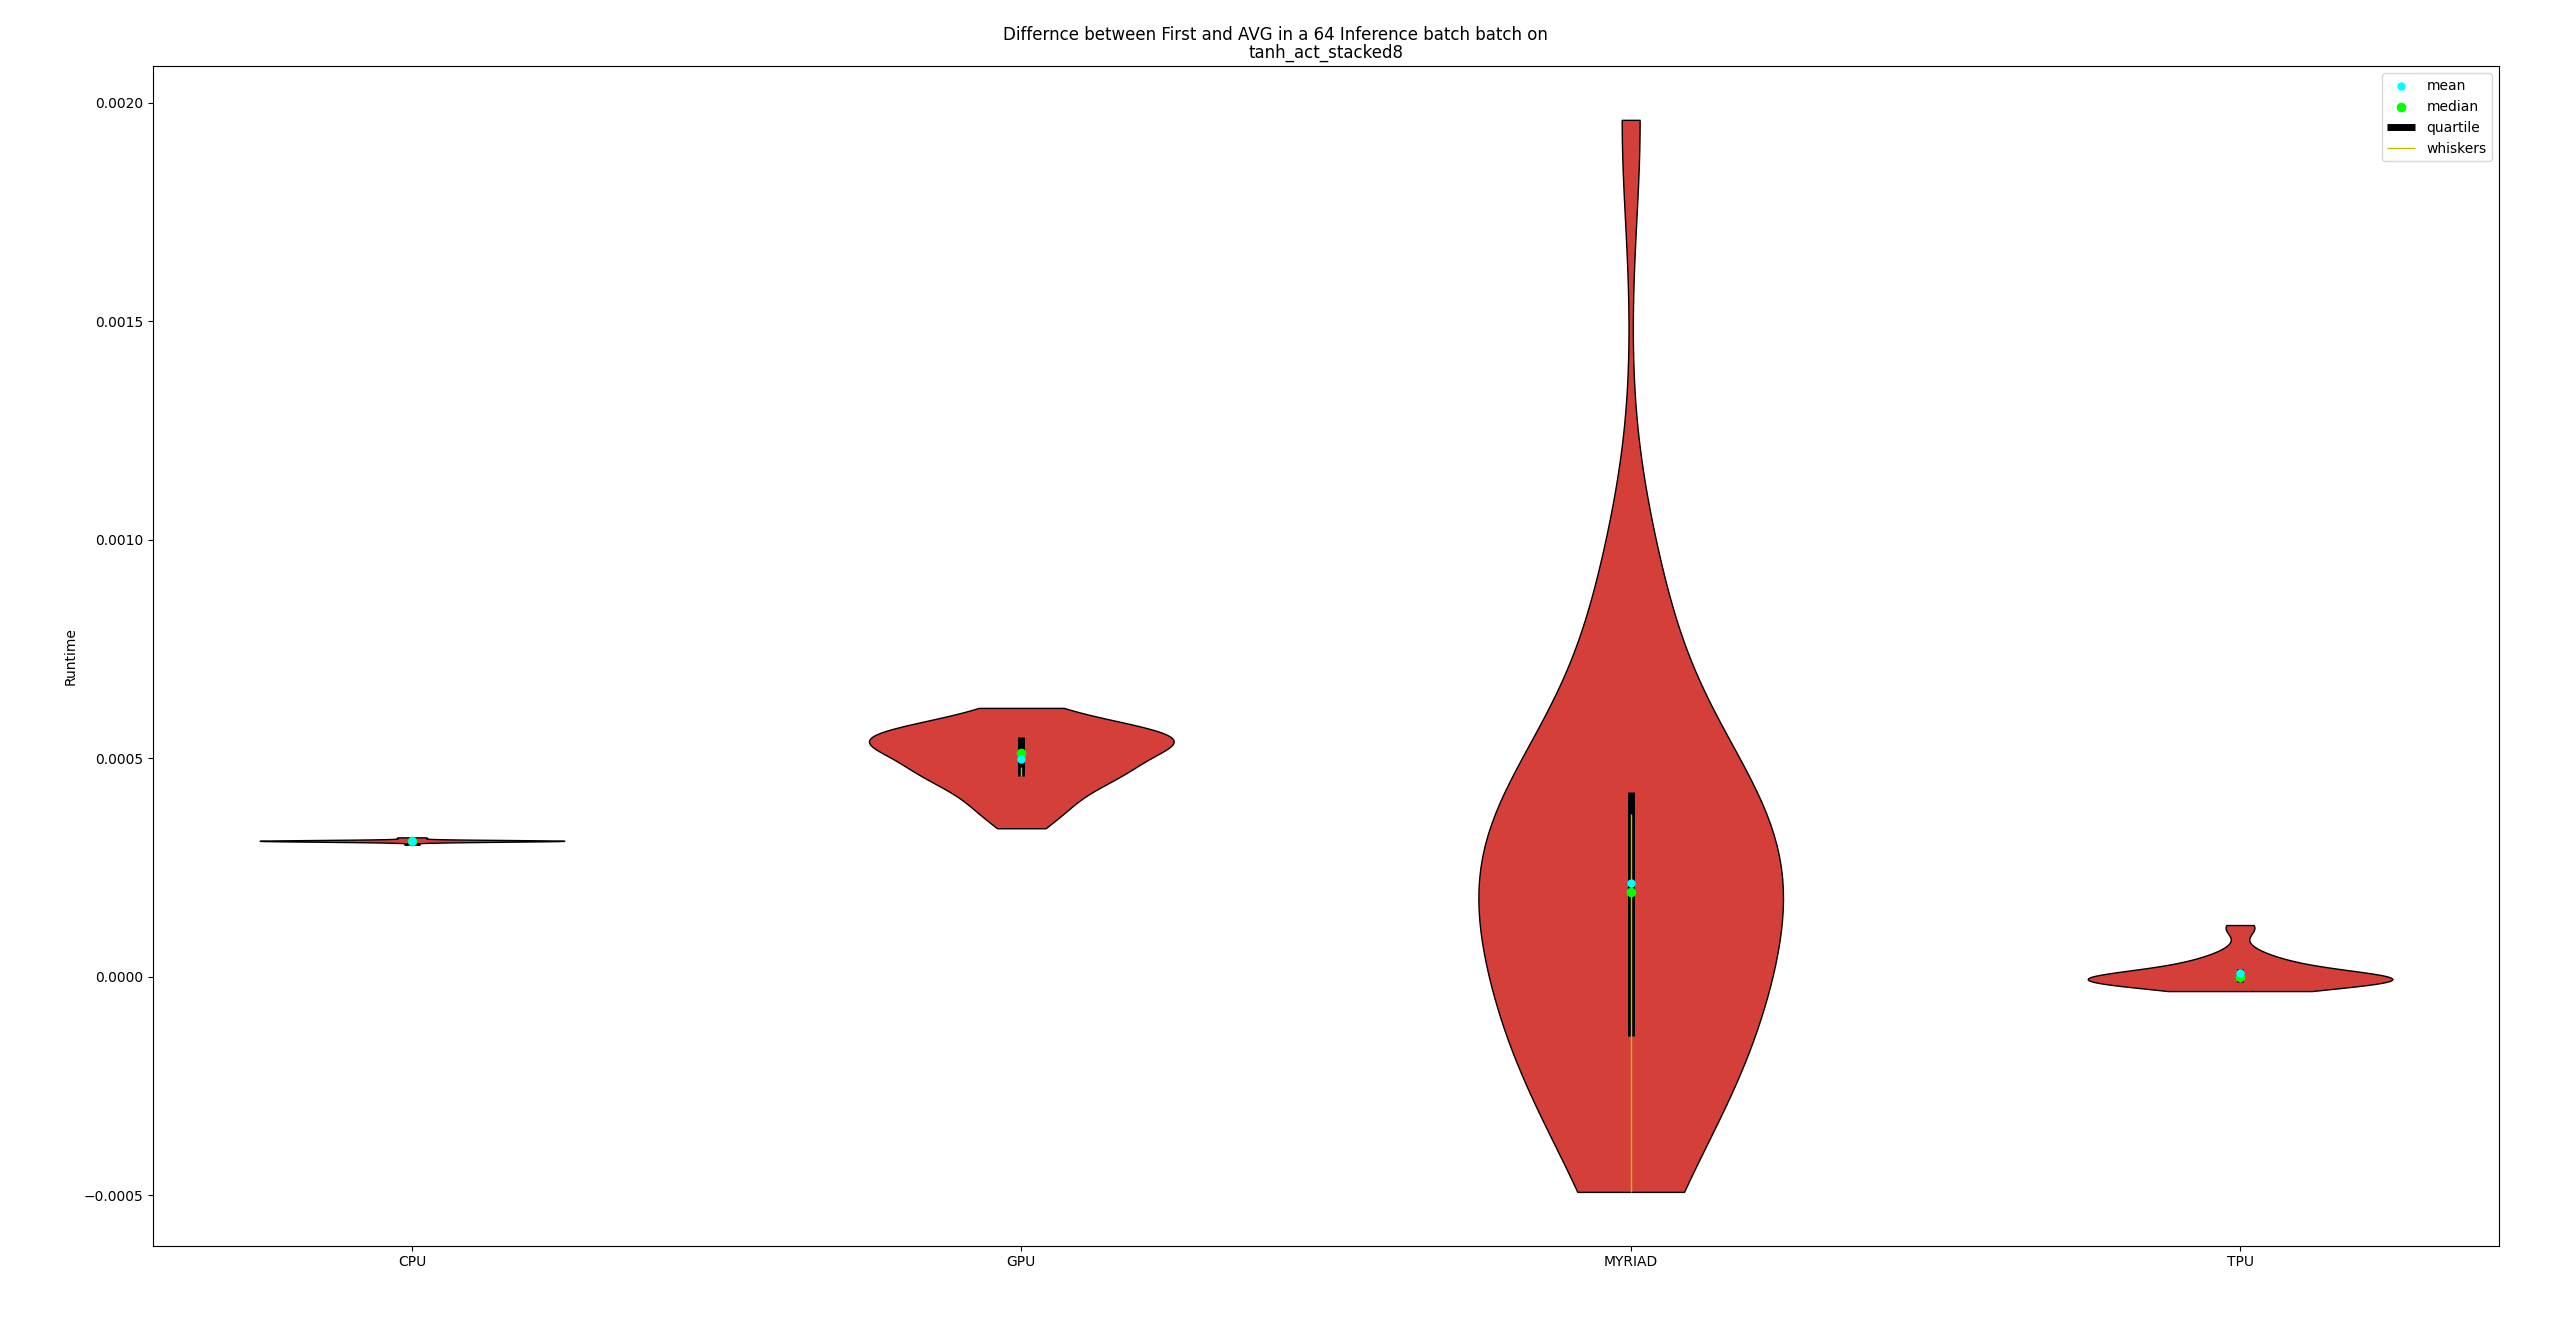 Differnce between First and AVG in a 64 Inference batch batch on
tanh_act_stacked8
mean
median
quartile
whiskers
0.0020
0.0015
0.0010
0.0005
0.0000
−0.0005
Runtime
CPU
GPU
MYRIAD
TPU